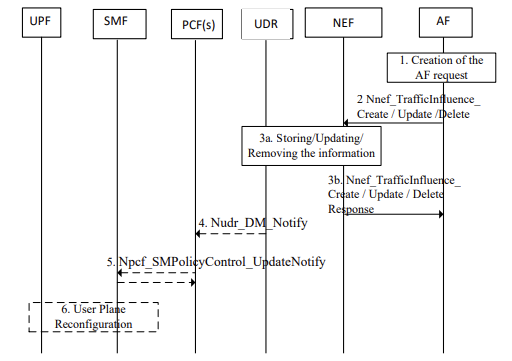 UPF SMF PCF(s) UDR NEF AF
1. Creation of the
AF request
2 Nnef_TrafficInfluence_
Create / Update /Delete
3a. Storing/Updating/
Removing the information
3b. Nnef_TrafficInfluence_
Create / Update / Delete
Response
4. Nudr_DM_Notify
5. Npcf_SMPolicyControl_UpdateNotify
6. User Plane
Reconfiguration